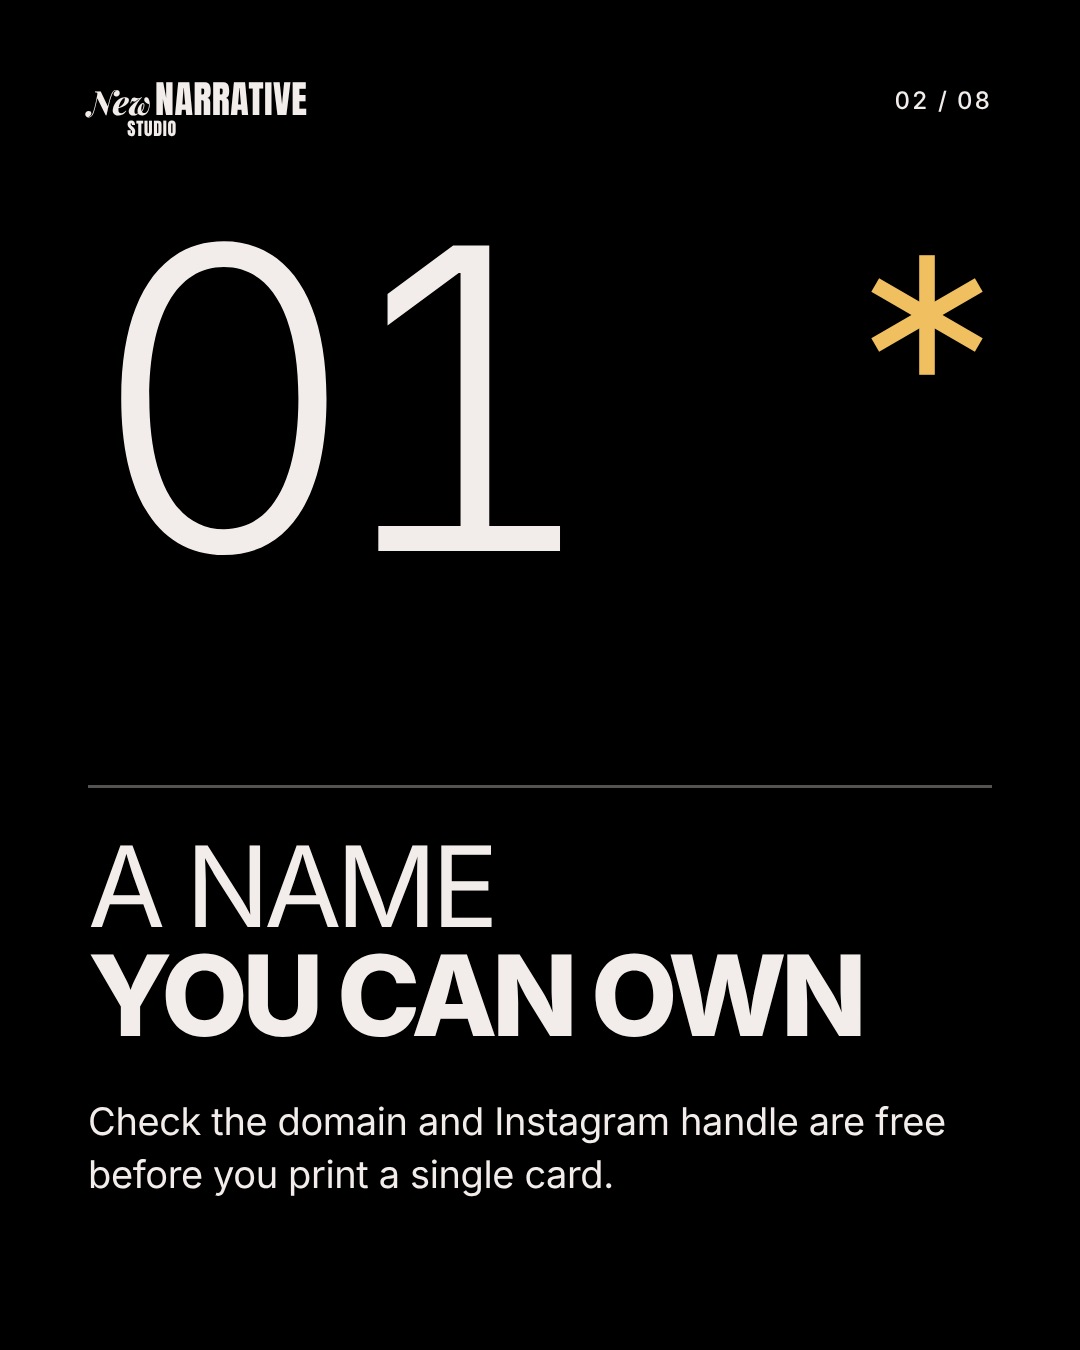 New NARRATIVE
STUDIO
02 / 08
01
*
A NAME
YOU CAN OWN
Check the domain and Instagram handle are free
before you print a single card.